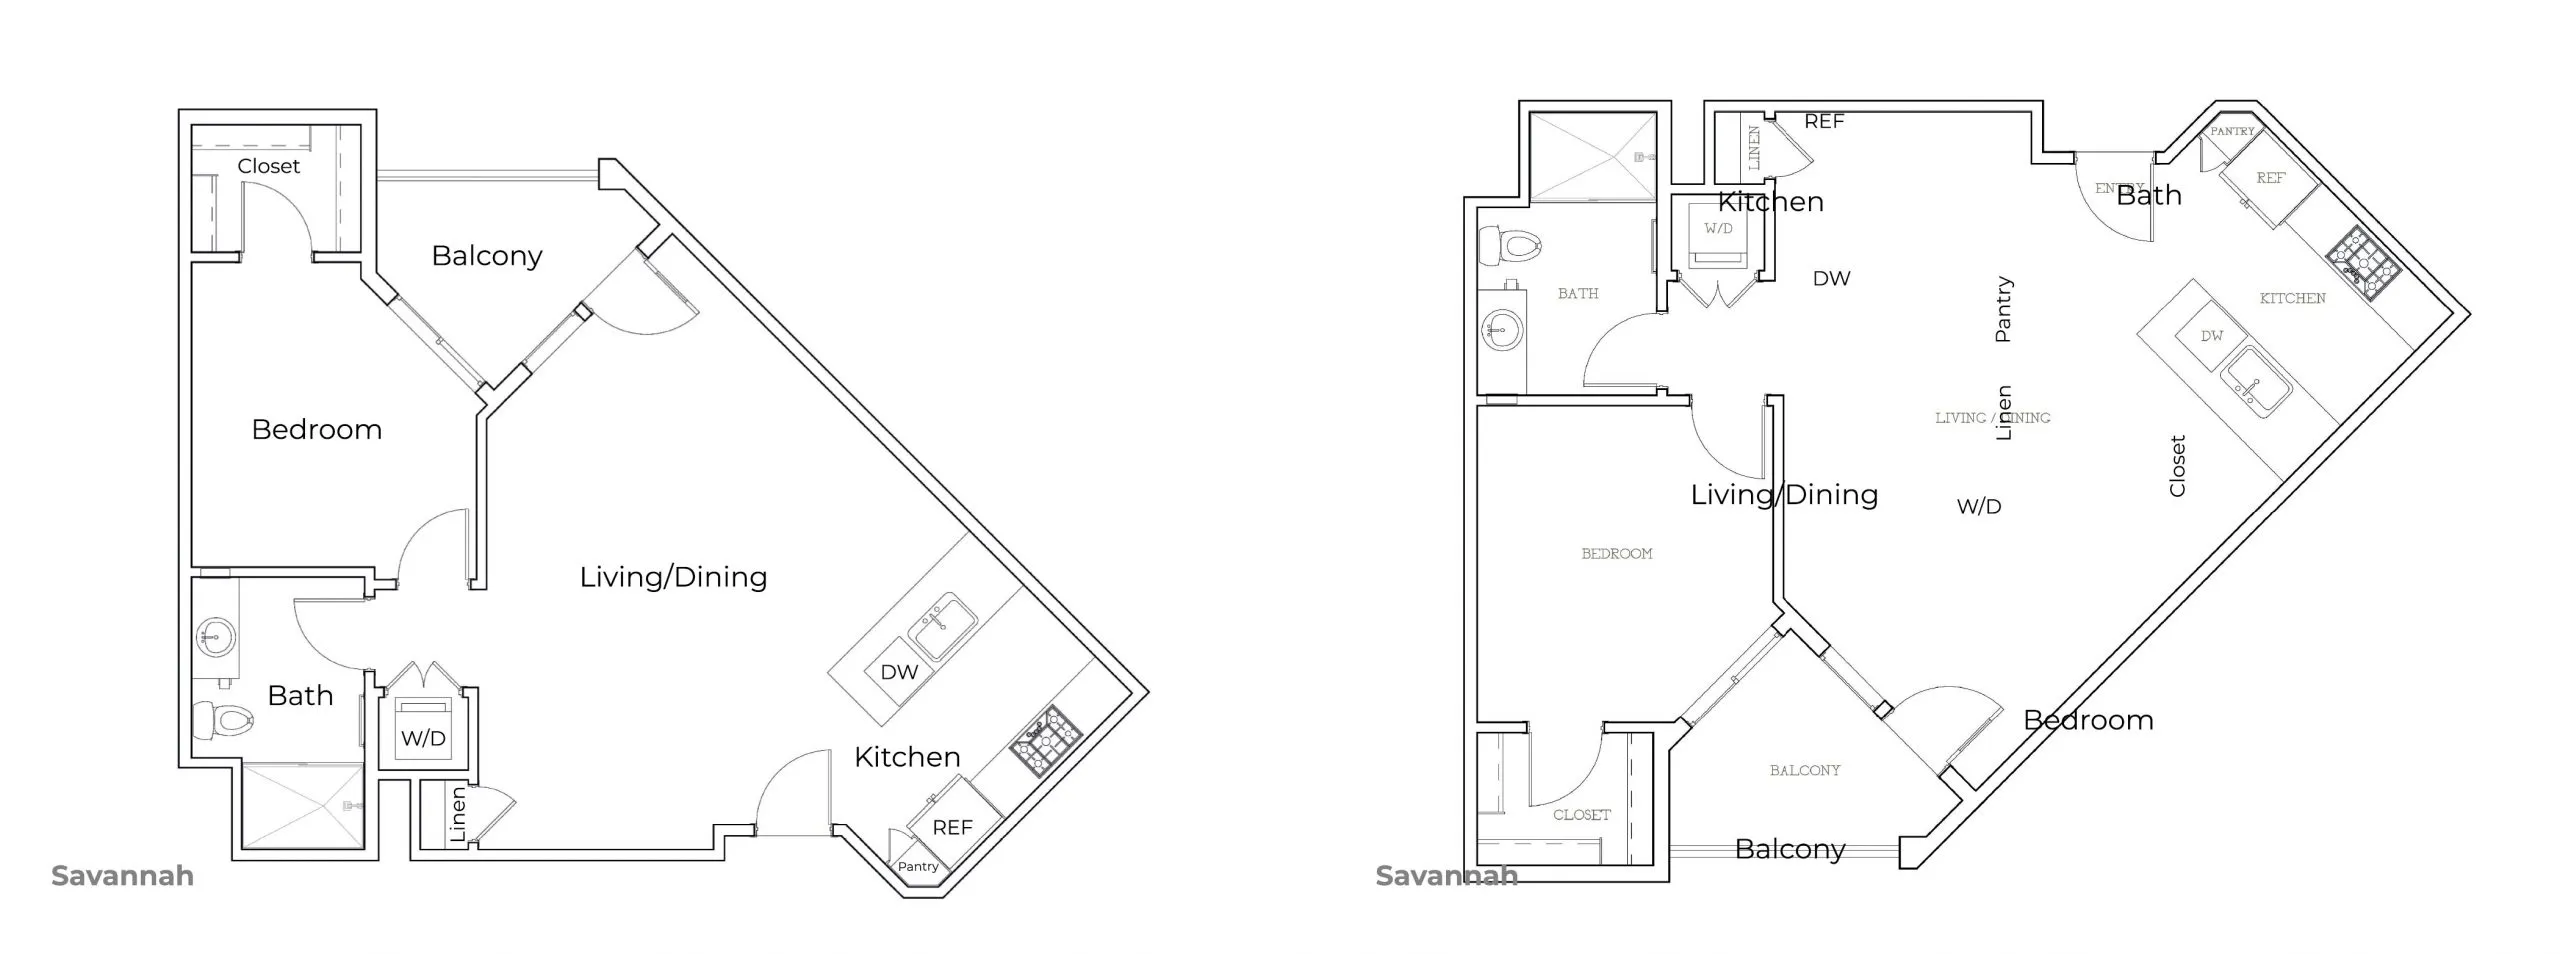 Closet
Balcony
Bedroom
Living/Dining
DW
Bath
W/D
Kitchen
Linen
REF
Pantry
Savannah
LINEN
REF
PANTRY
ENTRY
Bath
REF
Kitchen
W/D
BATH
DW
Pantry
KITCHEN
DW
Linen
LIVING / DINING
Closet
Living/Dining
W/D
BEDROOM
Bedroom
BALCONY
CLOSET
Balcony
Savannah